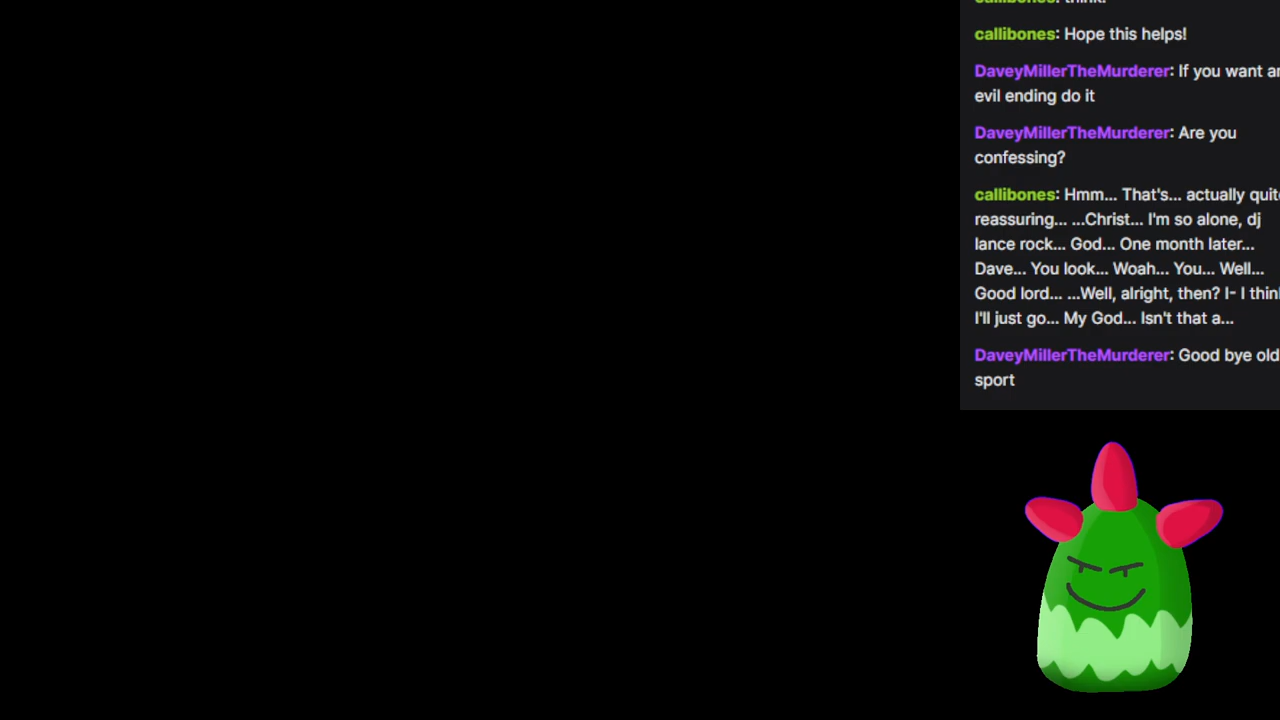 callibones: think!
callibones: Hope this helps!
DaveyMillerTheMurderer: If you want
evil ending do it
DaveyMillerTheMurderer: Are you
confessing?
callibones: Hmm... That's... actually
reassuring... ...Christ... I'm so alone, dj
lance rock... God... One month later...
Dave... You look... Woah... You... Well...
Good lord... ...Well, alright, then? I- I
I'll just go... My God... Isn't that a...
DaveyMillerTheMurderer: Good bye old
sport